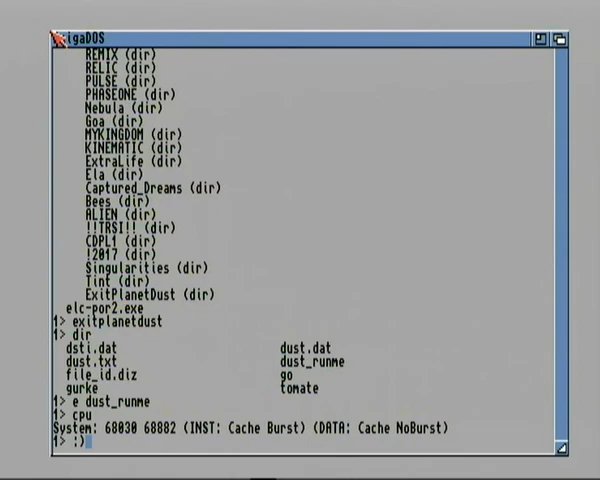 igaDOS
REMIX (dir)
RELIC (dir)
PULSE (dir)
PHASEONE (dir)
Nebula (dir)
Goa (dir)
MYKINGDOM (dir)
KINEMATIC (dir)
ExtraLife (dir)
Ela (dir)
Captured_Dreams (dir)
Bees (dir)
ALIEN (dir)
!!TRSI!! (dir)
CDPL1 (dir)
!2017 (dir)
Singularities (dir)
Tint (dir)
ExitPlanetDust (dir)
elc-por2.exe
1> exitplanetdust
1> dir
dsti.dat dust.dat
dust.txt dust_runme
file_id.diz go
gurke tomate
1> e dust_runme
1> cpu
System: 68030 68882 (INST: Cache Burst) (DATA: Cache NoBurst)
1> :)